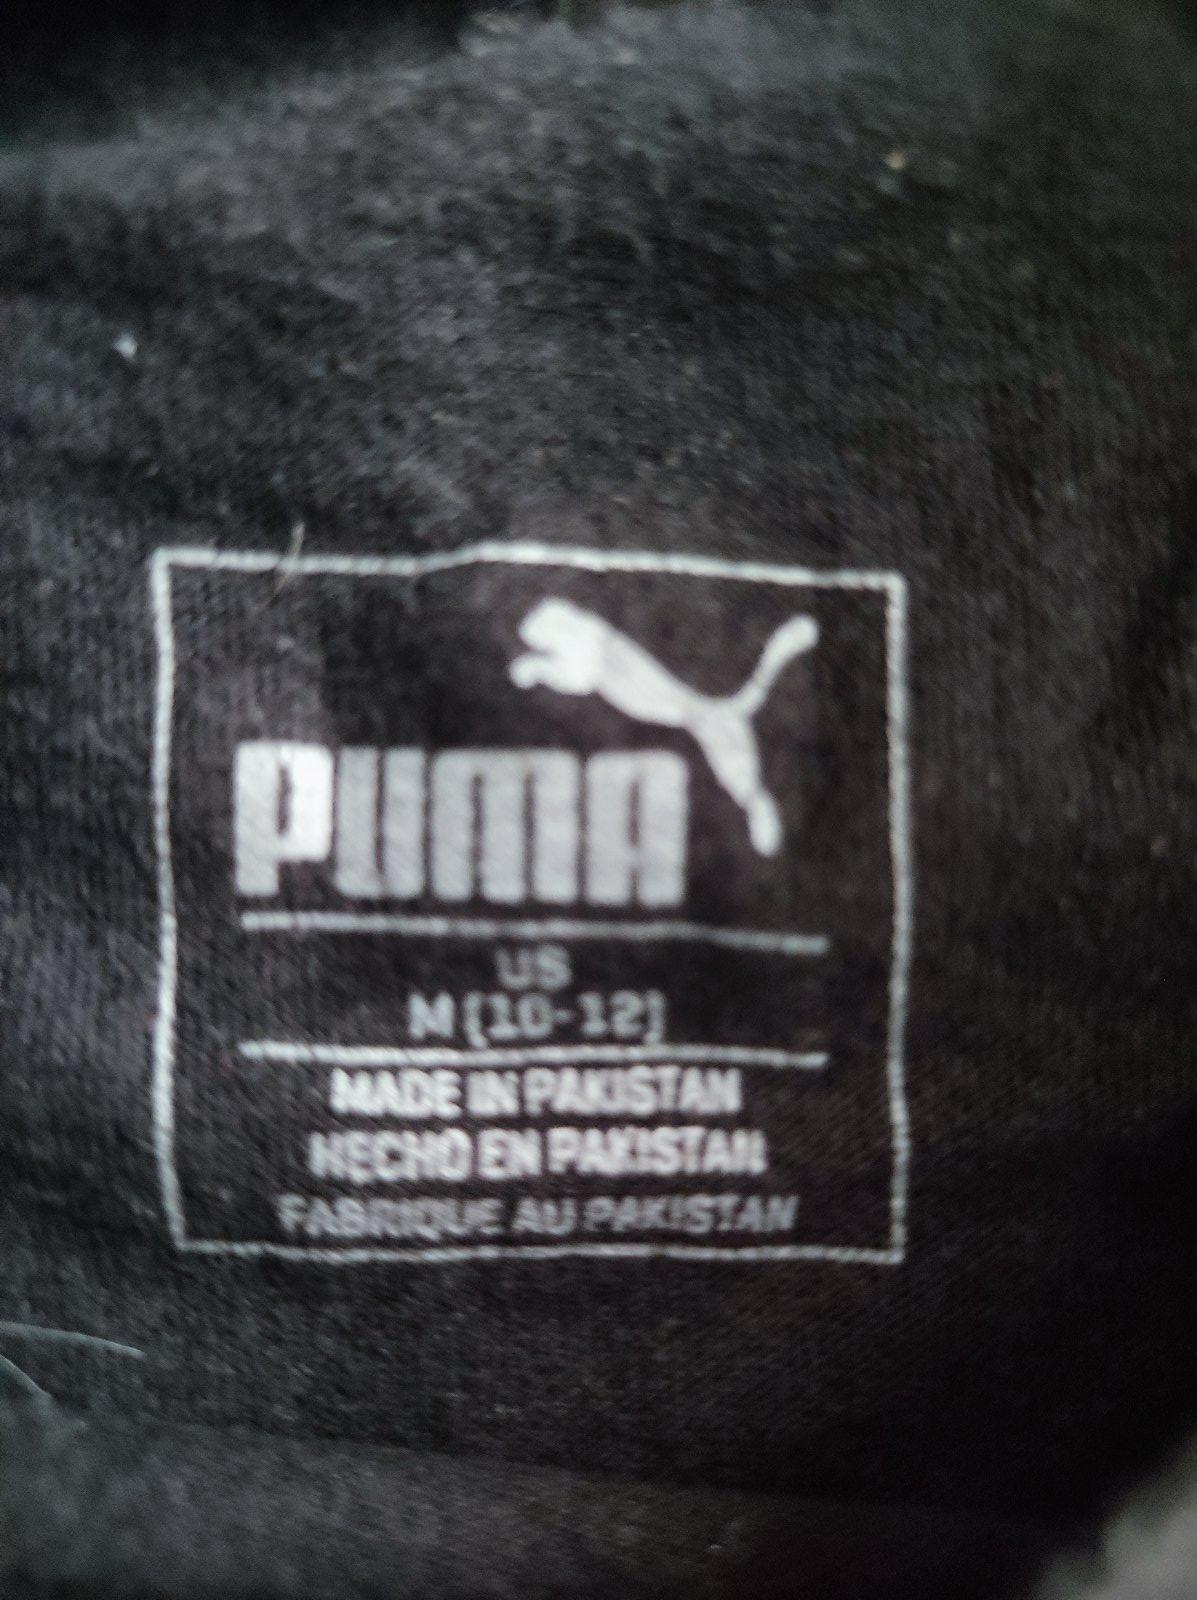 PUMA
US
M [10-12]
MADE IN PAKISTAN
HECHO EN PAKISTAN
FABRIQUE AU PAKISTAN